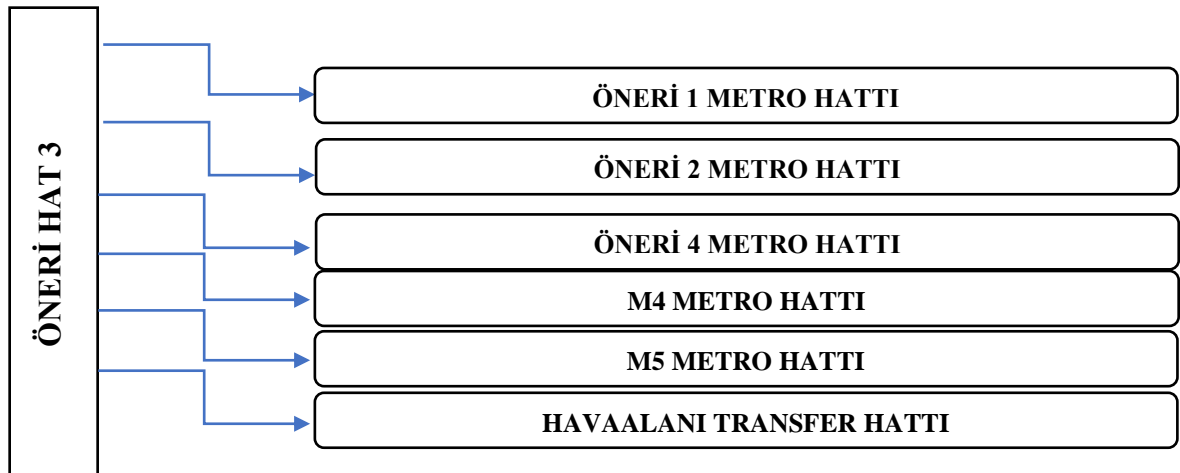 ÖNERİ HAT 3
ÖNERİ 1 METRO HATTI
ÖNERİ 2 METRO HATTI
ÖNERİ 4 METRO HATTI
M4 METRO HATTI
M5 METRO HATTI
HAVAALANI TRANSFER HATTI